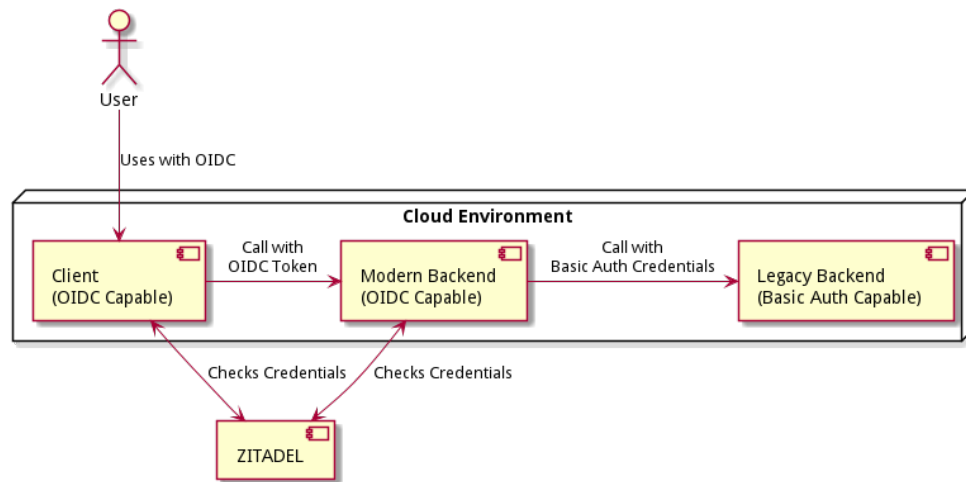 User
Uses with OIDC
Cloud Environment
Client
(OIDC Capable)
Call with
OIDC Token
Modern Backend
(OIDC Capable)
Call with
Basic Auth Credentials
Legacy Backend
(Basic Auth Capable)
Checks Credentials
Checks Credentials
ZITADEL